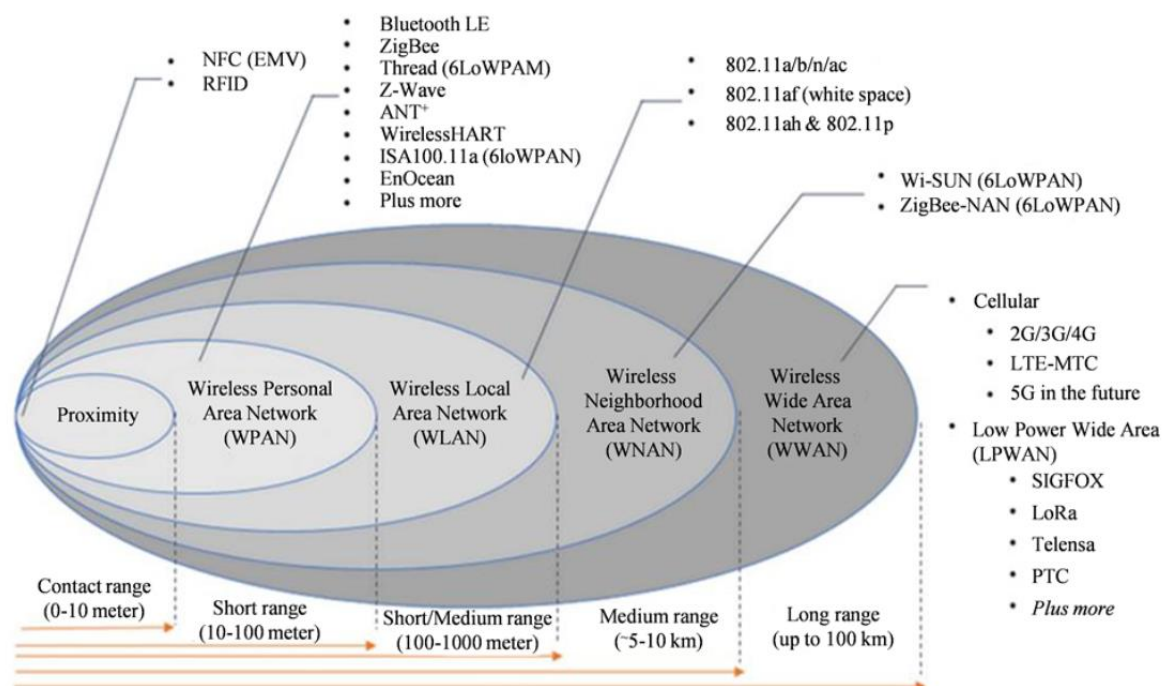 • NFC (EMV)
• RFID
• Bluetooth LE
• ZigBee
• Thread (6LoWPAM)
• Z-Wave
• ANT+
• WirelessHART
• ISA100.11a (6loWPAN)
• EnOcean
• Plus more
• 802.11a/b/n/ac
• 802.11af (white space)
• 802.11ah & 802.11p
• Wi-SUN (6LoWPAN)
• ZigBee-NAN (6LoWPAN)
• Cellular
• 2G/3G/4G
• LTE-MTC
• 5G in the future
• Low Power Wide Area
(LPWAN)
• SIGFOX
• LoRa
• Telensa
• PTC
• Plus more
Proximity
Wireless Personal
Area Network
(WPAN)
Wireless Local
Area Network
(WLAN)
Wireless
Neighborhood
Area Network
(WNAN)
Wireless
Wide Area
Network
(WWAN)
Contact range
(0-10 meter)
Short range
(10-100 meter)
Short/Medium range
(100-1000 meter)
Medium range
(~5-10 km)
Long range
(up to 100 km)